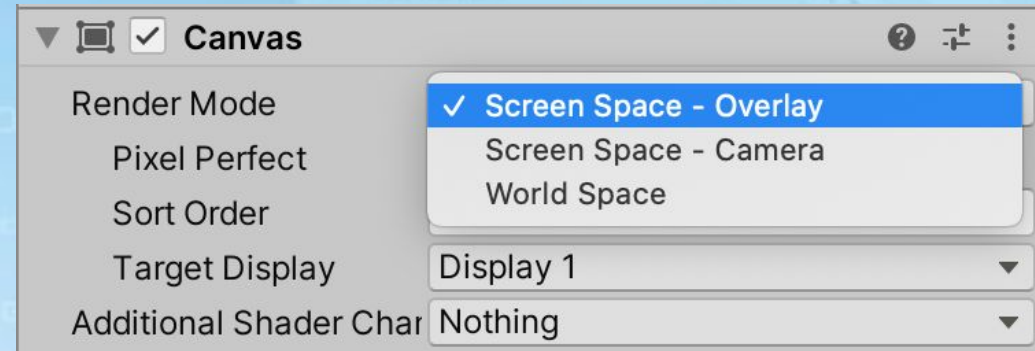 Canvas
Render Mode
✓ Screen Space - Overlay
Screen Space - Camera
World Space
Pixel Perfect
Sort Order
Target Display Display 1
Additional Shader Char Nothing